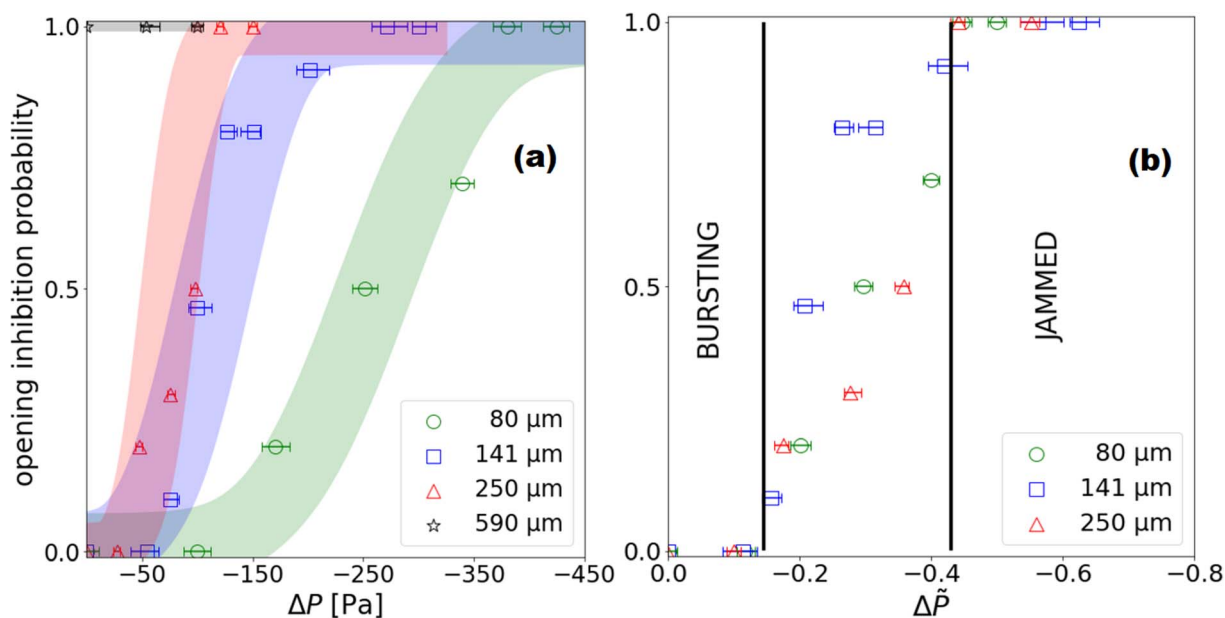 1.0
0.5
0.0
opening inhibition probability
(a)
80 µm
141 µm
250 µm
590 µm
−50
−150
−250
−350
−450
ΔP [Pa]
1.0
0.5
0.0
BURSTING
JAMMED
(b)
80 µm
141 µm
250 µm
0.0
−0.2
−0.4
−0.6
−0.8
ΔP̃